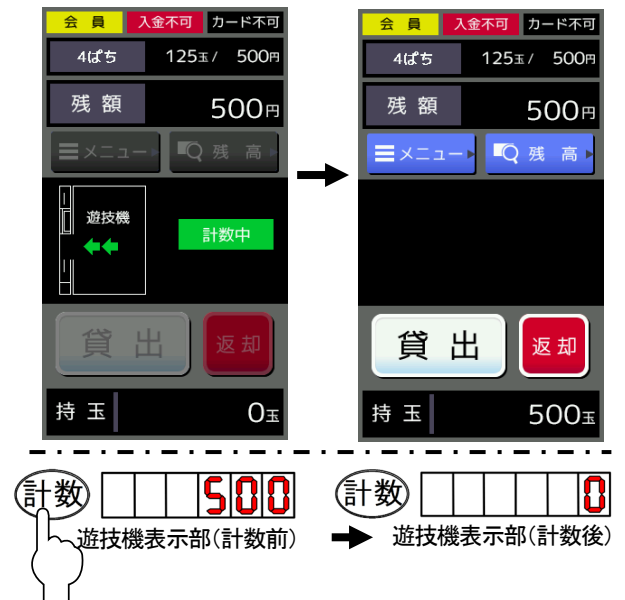 会 員 入金不可 カード不可
4ぱち 125玉/ 500円
残 額 500円
メニュー 残 高
遊技機
計数中
貸 出 返 却
持 玉 0玉
会 員 入金不可 カード不可
4ぱち 125玉/ 500円
残 額 500円
メニュー 残 高
貸 出 返 却
持 玉 500玉
計数 500
遊技機表示部(計数前)
計数 0
遊技機表示部(計数後)